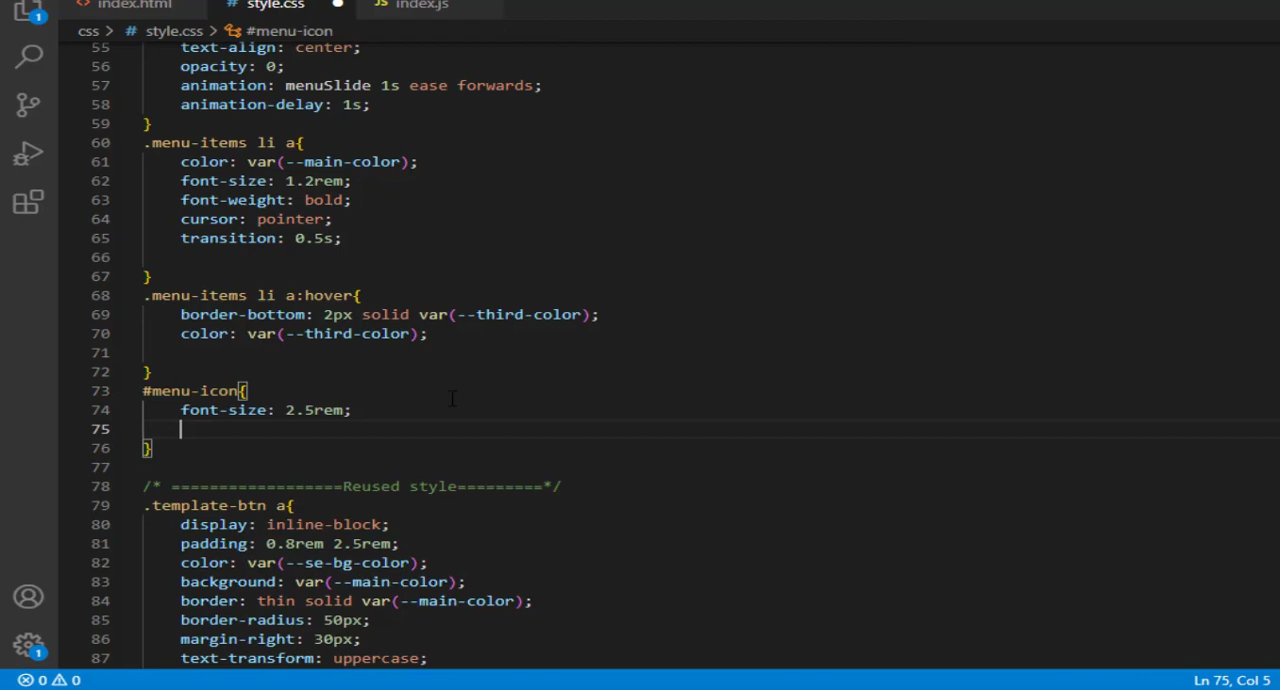 index.html
# style.css
JS index.js
css > # style.css > #menu-icon
55 text-align: center;
56 opacity: 0;
57 animation: menuSlide 1s ease forwards;
58 animation-delay: 1s;
59 }
60 .menu-items li a{
61 color: var(--main-color);
62 font-size: 1.2rem;
63 font-weight: bold;
64 cursor: pointer;
65 transition: 0.5s;
66
67 }
68 .menu-items li a:hover{
69 border-bottom: 2px solid var(--third-color);
70 color: var(--third-color);
71
72 }
73 #menu-icon{
74 font-size: 2.5rem;
75
76 }
77
78 /* ==================Reused style=========*/
79 .template-btn a{
80 display: inline-block;
81 padding: 0.8rem 2.5rem;
82 color: var(--se-bg-color);
83 background: var(--main-color);
84 border: thin solid var(--main-color);
85 border-radius: 50px;
86 margin-right: 30px;
87 text-transform: uppercase;
1
1
0 0
Ln 75, Col 5